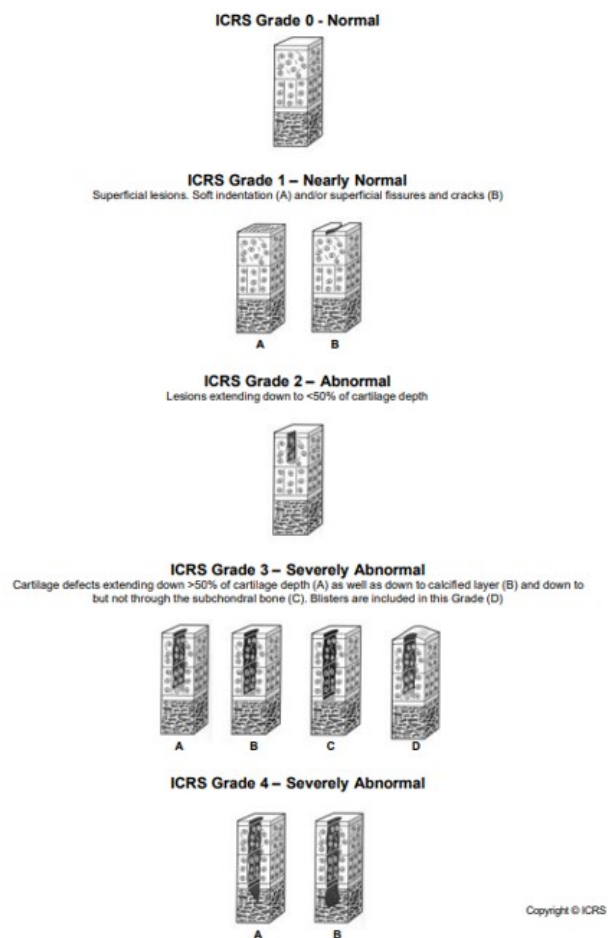 ICRS Grade 0 - Normal
ICRS Grade 1 – Nearly Normal
Superficial lesions. Soft indentation (A) and/or superficial fissures and cracks (B)
A B
ICRS Grade 2 – Abnormal
Lesions extending down to <50% of cartilage depth
ICRS Grade 3 – Severely Abnormal
Cartilage defects extending down >50% of cartilage depth (A) as well as down to calcified layer (B) and down to
but not through the subchondral bone (C). Blisters are included in this Grade (D)
A B C D
ICRS Grade 4 – Severely Abnormal
Copyright © ICRS
A B